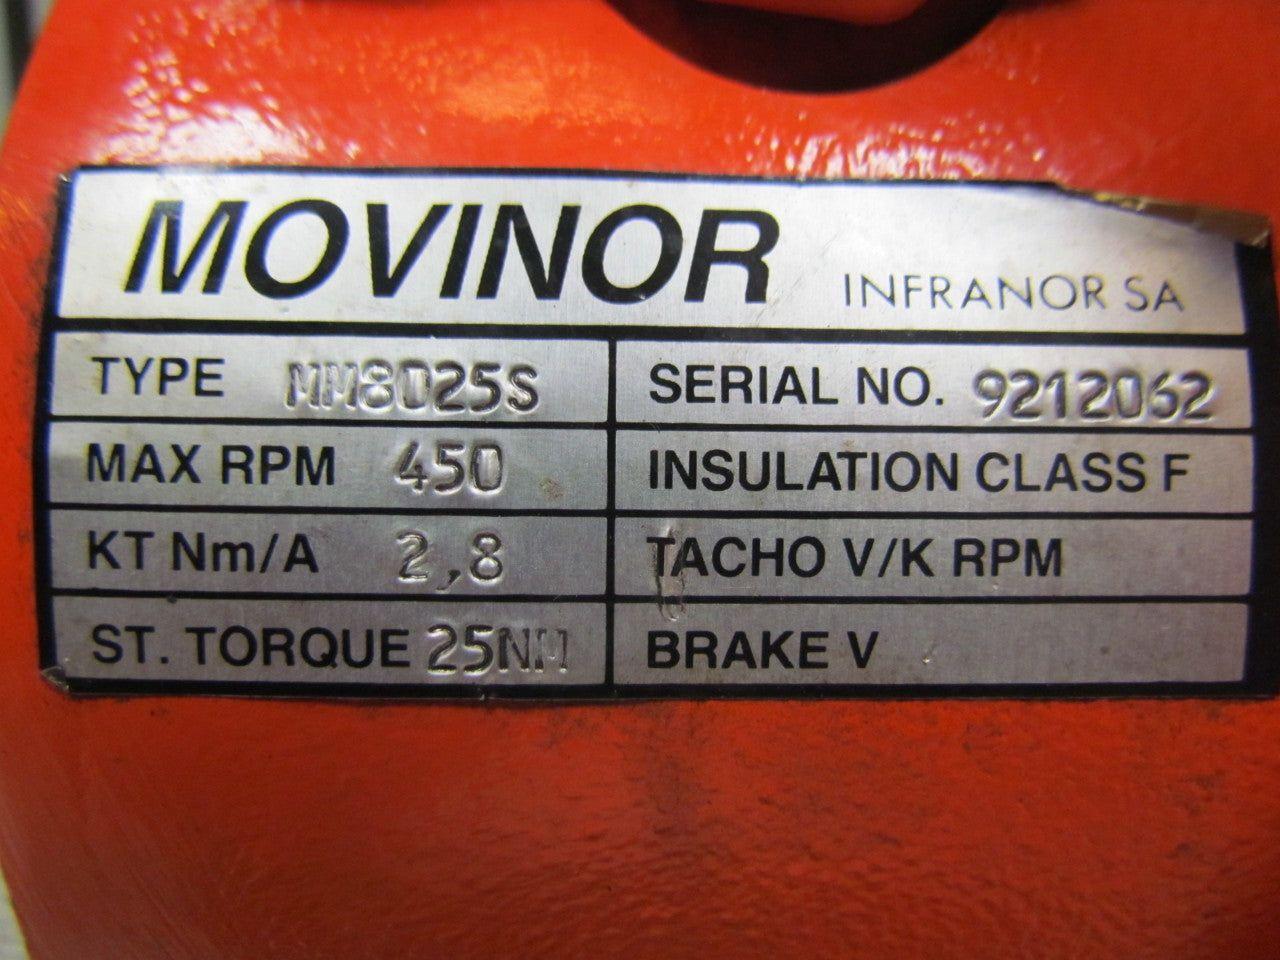 MOVINOR INFRANOR SA
TYPE MM8025S SERIAL NO. 9212062
MAX RPM 450 INSULATION CLASS F
KT Nm/A 2,8 TACHO V/K RPM
ST. TORQUE 25NM BRAKE V